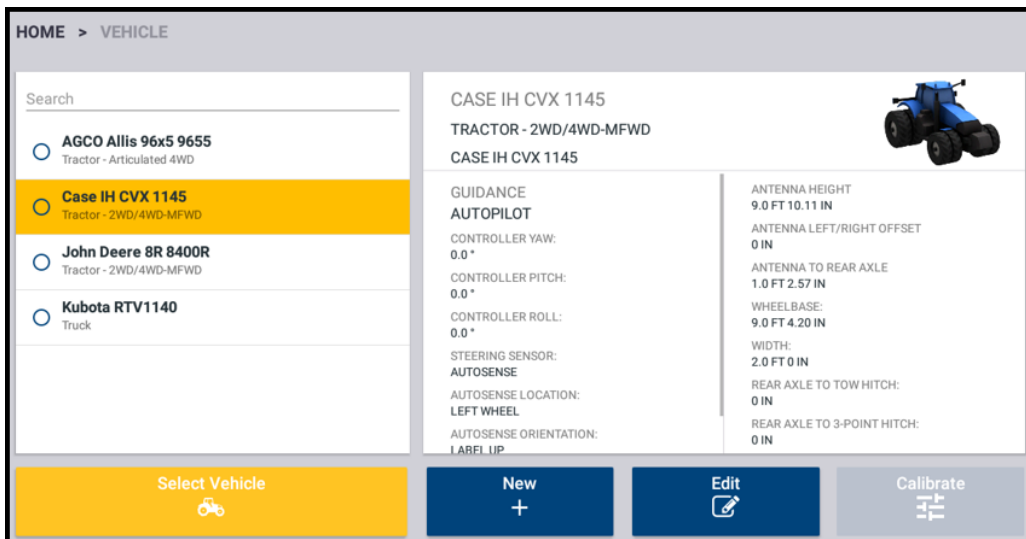 HOME > VEHICLE
Search
AGCO Allis 96x5 9655
Tractor - Articulated 4WD
Case IH CVX 1145
Tractor - 2WD/4WD-MFWD
John Deere 8R 8400R
Tractor - 2WD/4WD-MFWD
Kubota RTV1140
Truck
CASE IH CVX 1145
TRACTOR - 2WD/4WD-MFWD
CASE IH CVX 1145
GUIDANCE
AUTOPILOT
CONTROLLER YAW:
0.0 °
CONTROLLER PITCH:
0.0 °
CONTROLLER ROLL:
0.0 °
STEERING SENSOR:
AUTOSENSE
AUTOSENSE LOCATION:
LEFT WHEEL
AUTOSENSE ORIENTATION:
LABEL UP
ANTENNA HEIGHT
9.0 FT 10.11 IN
ANTENNA LEFT/RIGHT OFFSET
0 IN
ANTENNA TO REAR AXLE
1.0 FT 2.57 IN
WHEELBASE:
9.0 FT 4.20 IN
WIDTH:
2.0 FT 0 IN
REAR AXLE TO TOW HITCH:
0 IN
REAR AXLE TO 3-POINT HITCH:
0 IN
Select Vehicle
New
Edit
Calibrate